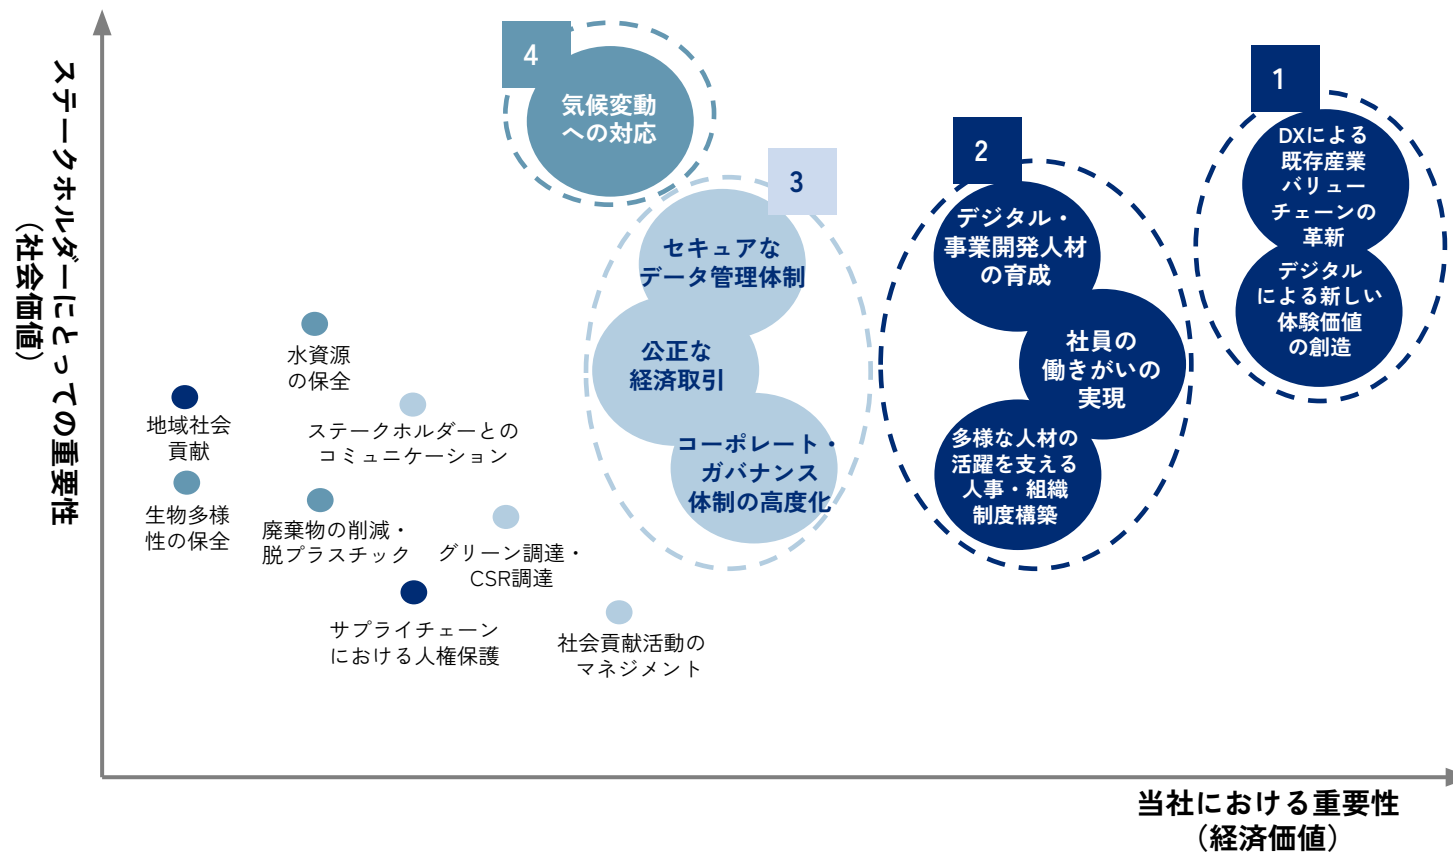 ステークホルダーにとっての重要性
（社会価値）
4
気候変動
への対応
3
セキュアな
データ管理体制
公正な
経済取引
コーポレート・
ガバナンス
体制の高度化
2
デジタル・
事業開発人材
の育成
社員の
働きがいの
実現
多様な人材の
活躍を支える
人事・組織
制度構築
1
DXによる
既存産業
バリュー
チェーンの
革新
デジタル
による新しい
体験価値
の創造
水資源
の保全
地域社会
貢献
ステークホルダーとの
コミュニケーション
生物多様
性の保全
廃棄物の削減・
脱プラスチック
グリーン調達・
CSR調達
サプライチェーン
における人権保護
社会貢献活動の
マネジメント
当社における重要性
（経済価値）